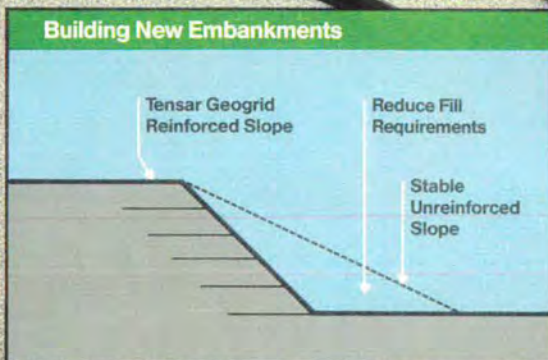 Building New Embankments
Tensar Geogrid
Reinforced Slope
Reduce Fill
Requirements
Stable
Unreinforced
Slope